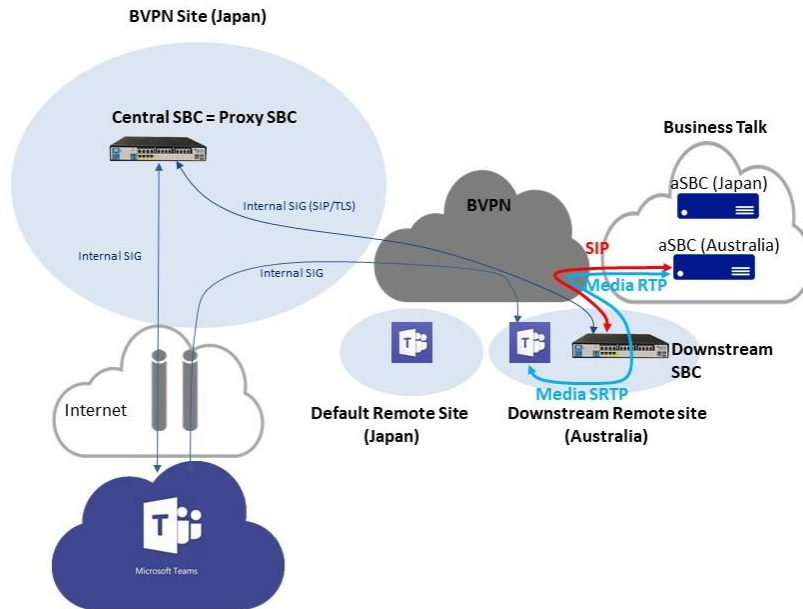 BVPN Site (Japan)
Central SBC = Proxy SBC
Business Talk
aSBC (Japan)
Internal SIG (SIP/TLS)
BVPN
Internal SIG
Internal SIG
SIP
aSBC (Australia)
Media RTP
T
T
Downstream
SBC
Internet
Media SRTP
Default Remote Site
(Japan)
Downstream Remote site
(Australia)
T
Microsoft Teams